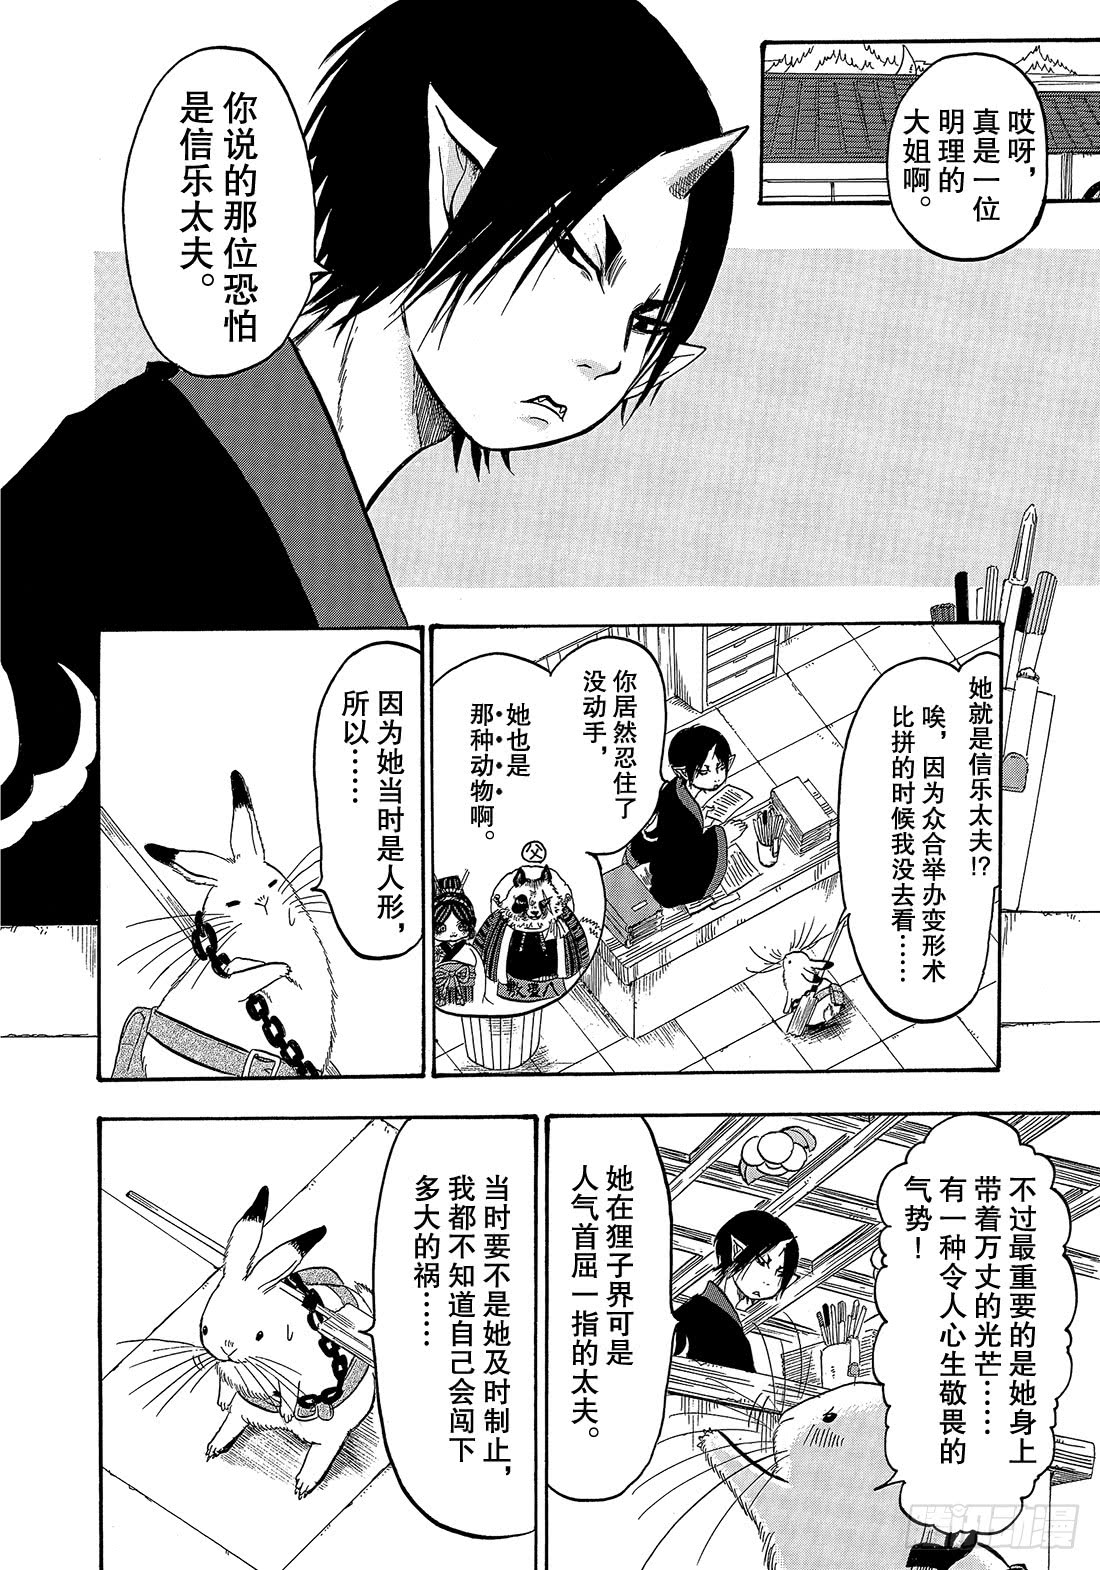 哎呀，
真是一位
明理的
大姐啊。
你说的那位恐怕
是信乐太夫。
她就是信乐太夫!?
唉，因为众合举办变形术
比拼的时候我没去看……
你居然忍住了
没动手，
她也是
那种动物啊。
父
因为她当时是人形，
所以……
不过最重要的是她身上
带着万丈的光芒……
有一种令人心生敬畏的
气势！
她在狸子界可是
人气首屈一指的太夫。
当时要不是她及时制止，
我都不知道自己会闯下
多大的祸……
腾讯动漫